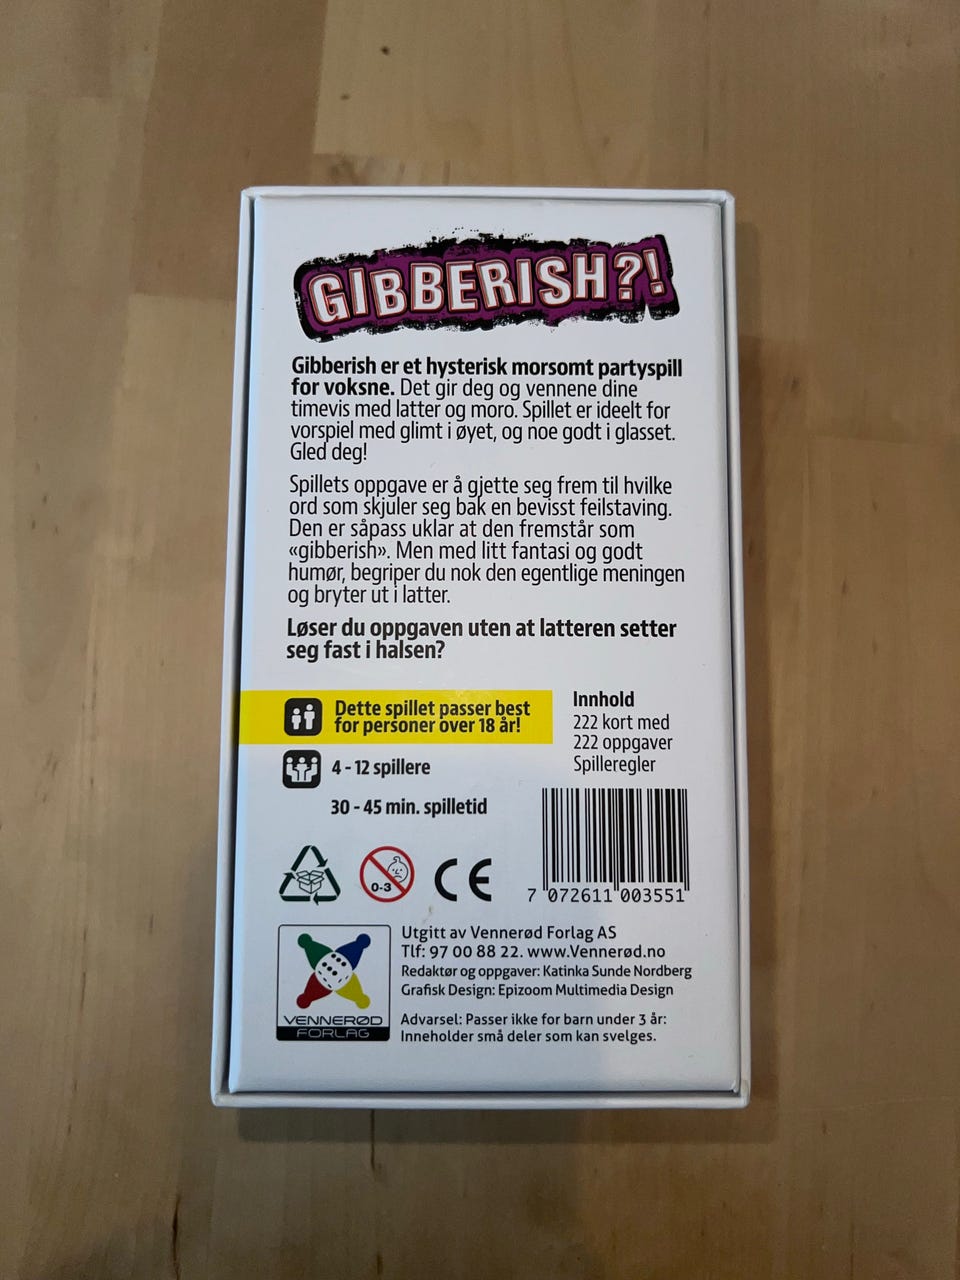 GIBBERISH?!
Gibberish er et hysterisk morsomt partyspill
for voksne. Det gir deg og vennene dine
timevis med latter og moro. Spillet er ideelt for
vorspiel med glimt i øyet, og noe godt i glasset.
Gled deg!
Spillets oppgave er å gjette seg frem til hvilke
ord som skjuler seg bak en bevisst feilstaving.
Den er såpass uklar at den fremstår som
«gibberish». Men med litt fantasi og godt
humør, begriper du nok den egentlige meningen
og bryter ut i latter.
Løser du oppgaven uten at latteren setter
seg fast i halsen?
Dette spillet passer best
for personer over 18 år!
4 - 12 spillere
30 - 45 min. spilletid
Innhold
222 kort med
222 oppgaver
Spilleregler
0-3
CE
7 072611 003551
VENNERØD
FORLAG
Utgitt av Vennerød Forlag AS
Tlf: 97 00 88 22. www.Vennerød.no
Redaktør og oppgaver: Katinka Sunde Nordberg
Grafisk Design: Epizoom Multimedia Design
Advarsel: Passer ikke for barn under 3 år:
Inneholder små deler som kan svelges.